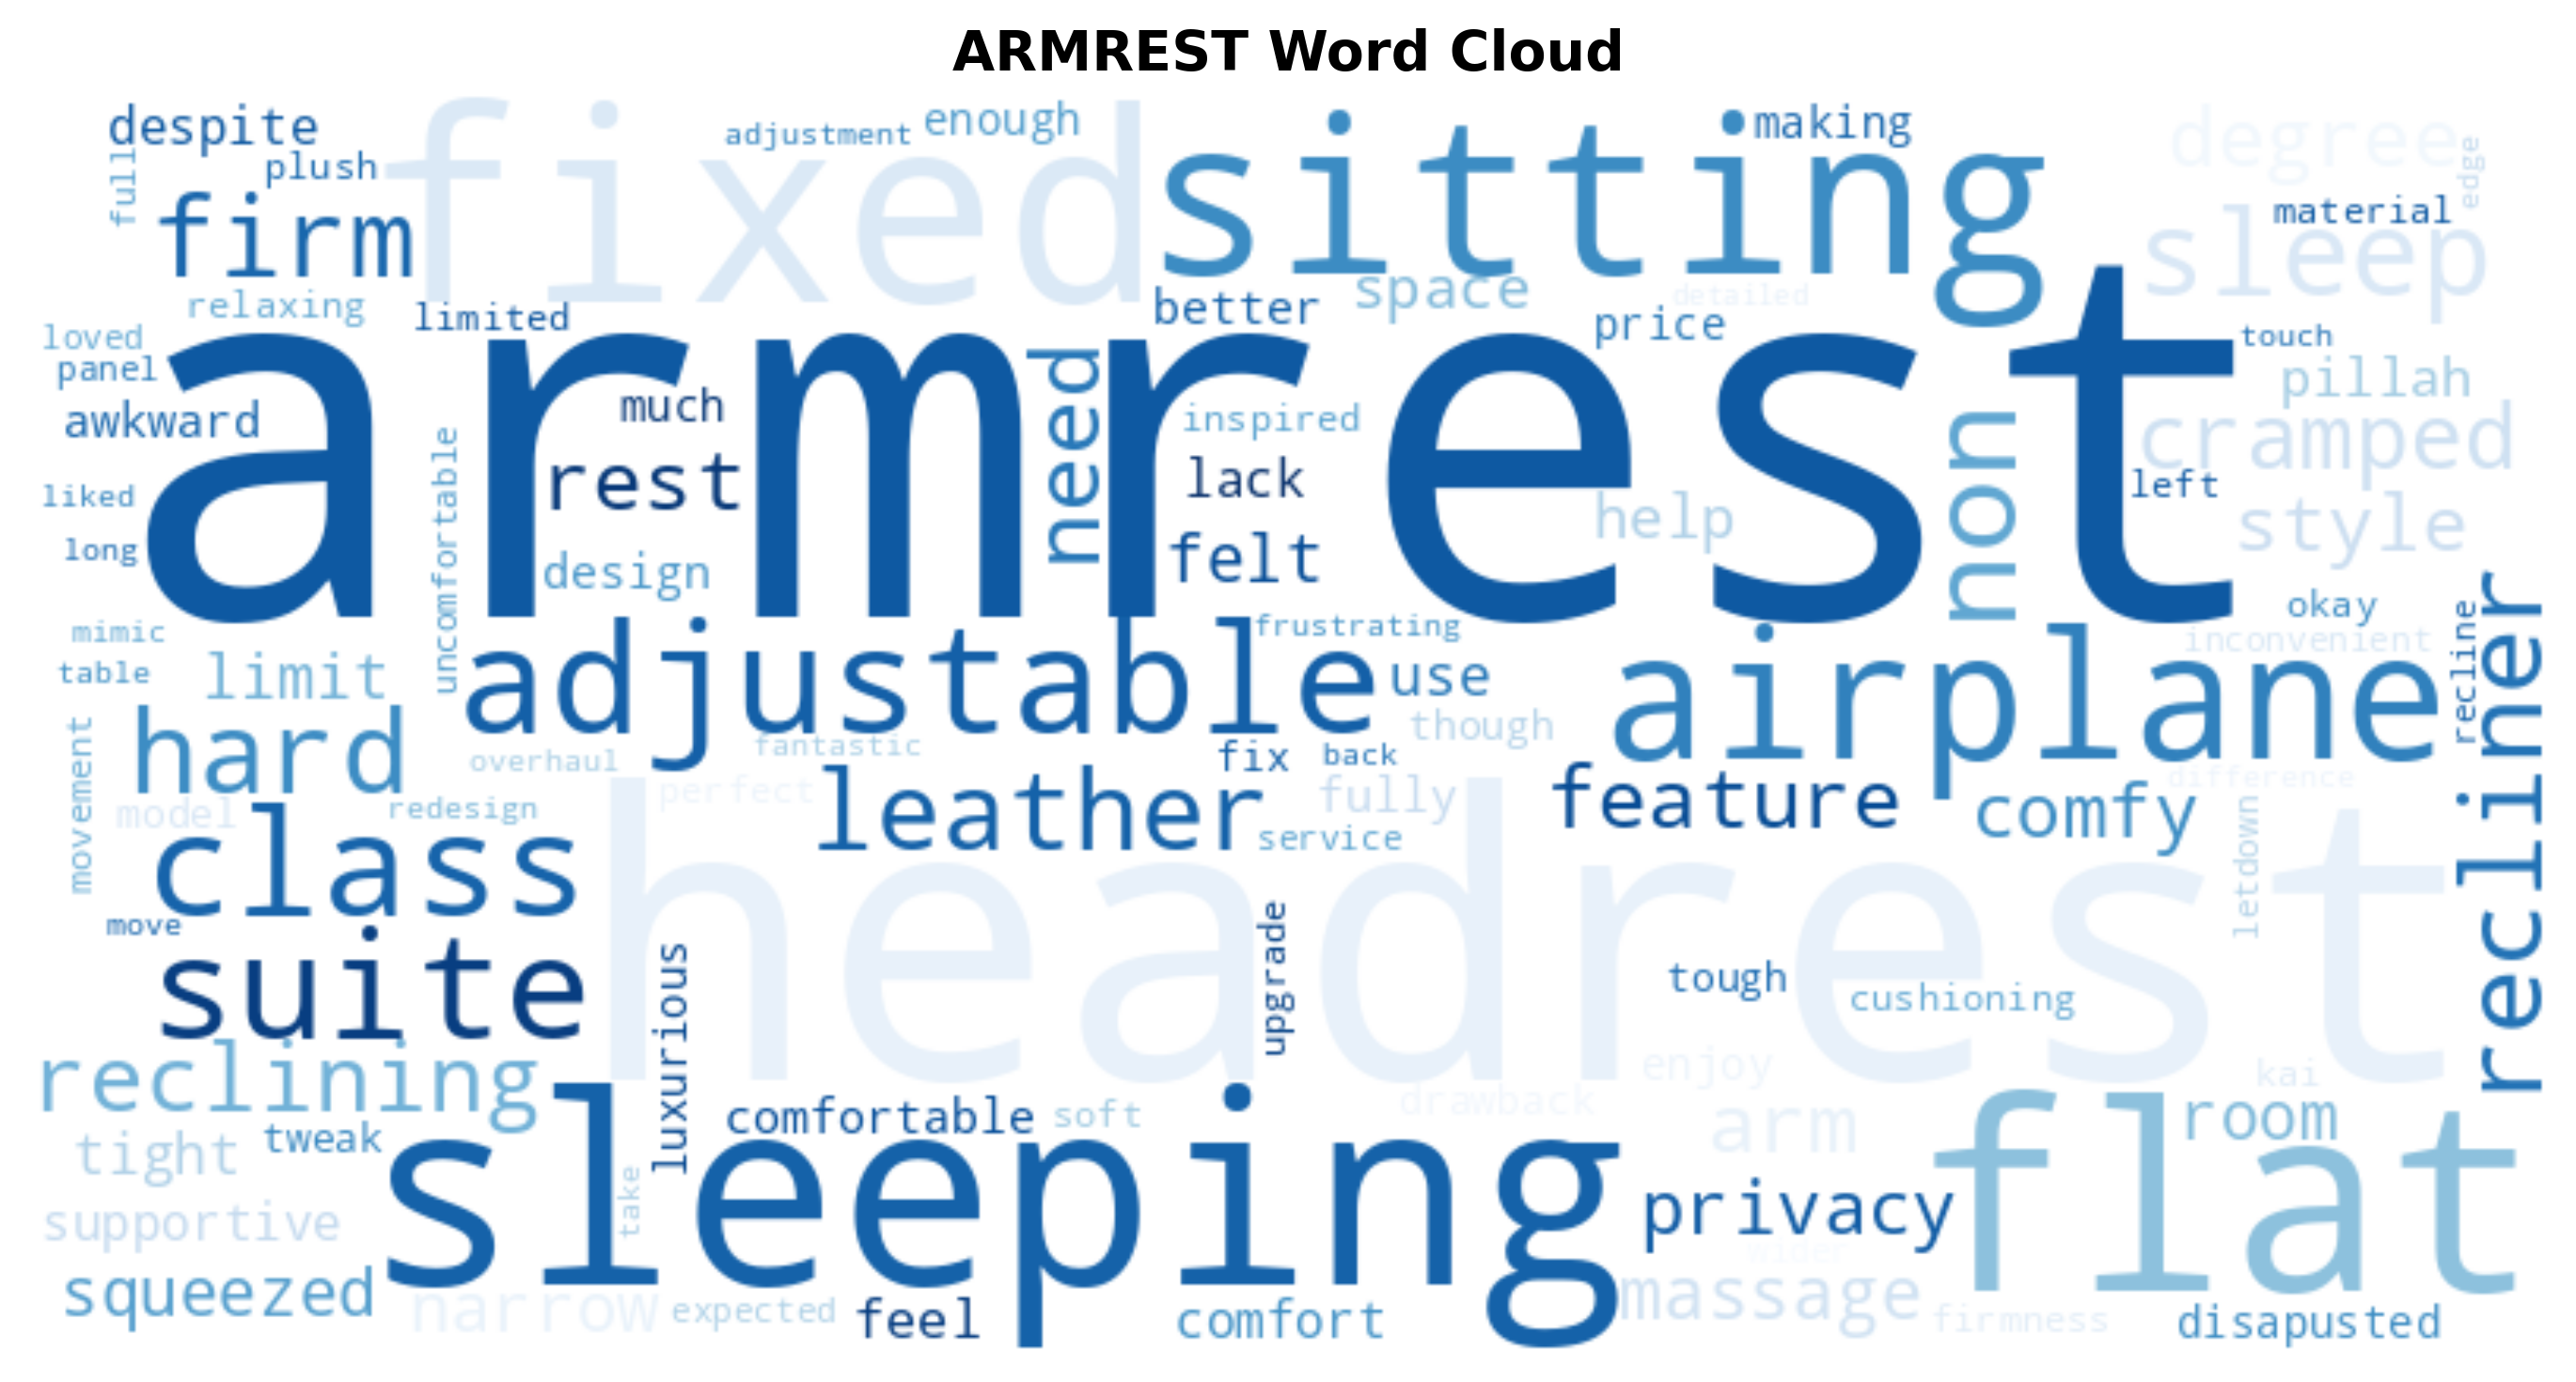 ARMREST Word Cloud
despite
fixed
adjustment
enough
sitting
making
degree
edge
full
plush
firm
material
sleep
relaxing
limited
better
space
detailed
price
loved
armrest
touch
panel
need
pillah
awkward
much
inspired
non
cramped
uncomfortable
rest
lack
left
liked
help
style
long
design
felt
okay
mimic
adjustable
frustrating
airplane
inconvenient
recline
recliner
table
limit
use
hard
though
movement
overhaul
fantastic
fix
back
difference
model
redesign
perfect
leather
fully
feature
comfy
service
letdown
class
headrest
move
suite
luxurious
upgrade
tough
cushioning
reclining
enjoy
kai
drawback
arm
room
tight
tweak
sleeping
comfortable
soft
flat
take
supportive
privacy
wider
squeezed
narrow
expected
feel
comfort
massage
firmness
disapusted